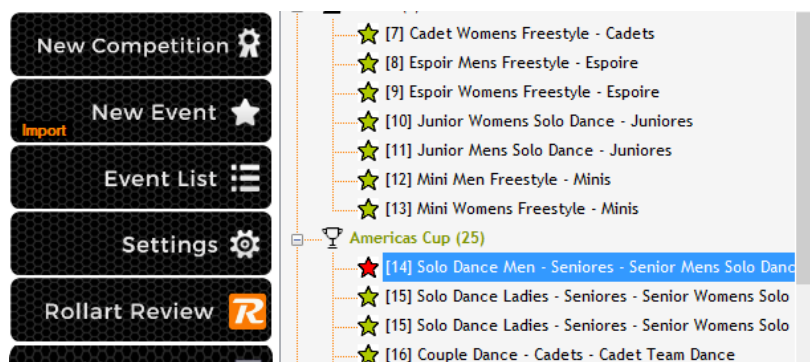 New Competition
New Event
Import
Event List
Settings
Rollart Review
[7] Cadet Womens Freestyle - Cadets
[8] Espoir Mens Freestyle - Espoire
[9] Espoir Womens Freestyle - Espoire
[10] Junior Womens Solo Dance - Juniores
[11] Junior Mens Solo Dance - Juniores
[12] Mini Men Freestyle - Minis
[13] Mini Womens Freestyle - Minis
Americas Cup (25)
[14] Solo Dance Men - Seniores - Senior Mens Solo Danc
[15] Solo Dance Ladies - Seniores - Senior Womens Solo
[15] Solo Dance Ladies - Seniores - Senior Womens Solo
[16] Couple Dance - Cadets - Cadet Team Dance